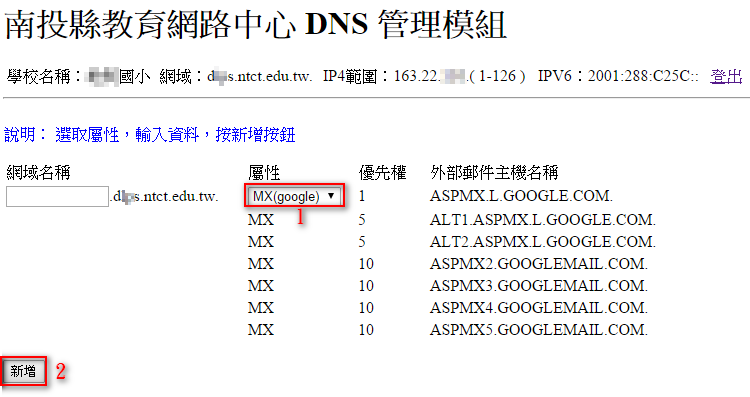 南投縣教育網路中心 DNS 管理模組
學校名稱：國小 網域：ds.ntct.edu.tw. IP4範圍：163.22..( 1-126 ) IPV6：2001:288:C25C:: 登出
說明： 選取屬性，輸入資料，按新增按鈕
網域名稱 屬性 優先權 外部郵件主機名稱
.ds.ntct.edu.tw. MX(google) 1 ASPMX.L.GOOGLE.COM.
1
MX 5 ALT1.ASPMX.L.GOOGLE.COM.
MX 5 ALT2.ASPMX.L.GOOGLE.COM.
MX 10 ASPMX2.GOOGLEMAIL.COM.
MX 10 ASPMX3.GOOGLEMAIL.COM.
MX 10 ASPMX4.GOOGLEMAIL.COM.
MX 10 ASPMX5.GOOGLEMAIL.COM.
新增 2